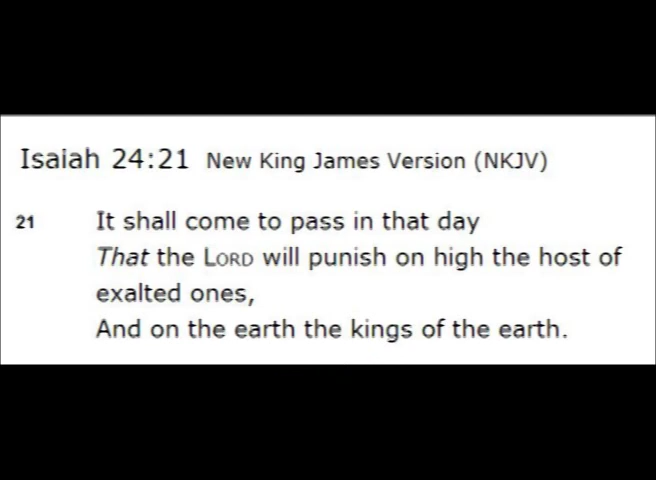 Isaiah 24:21 New King James Version (NKJV)
21 It shall come to pass in that day
That the LORD will punish on high the host of
exalted ones,
And on the earth the kings of the earth.